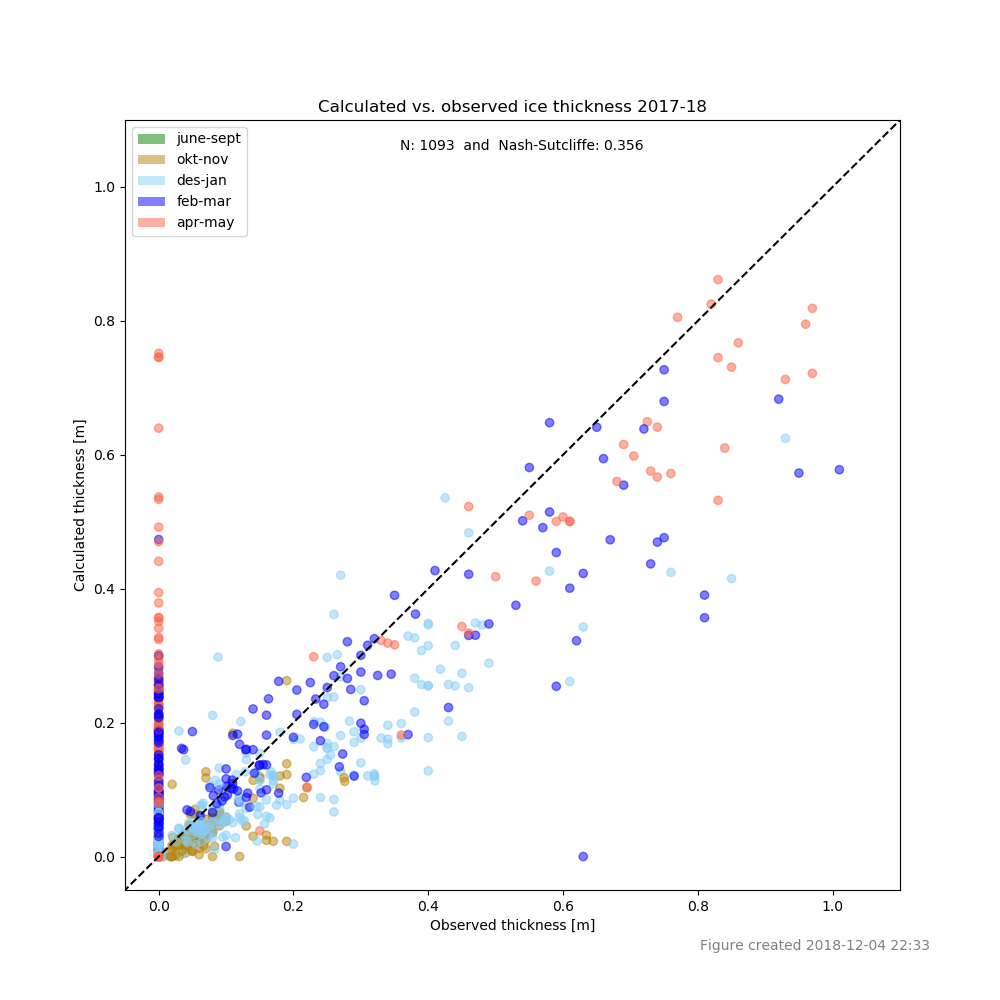 Calculated vs. observed ice thickness 2017-18
N: 1093 and Nash-Sutcliffe: 0.356
june-sept
okt-nov
des-jan
feb-mar
apr-may
1.0
0.8
0.6
0.4
0.2
0.0
Calculated thickness [m]
0.0 0.2 0.4 0.6 0.8 1.0
Observed thickness [m]
Figure created 2018-12-04 22:33